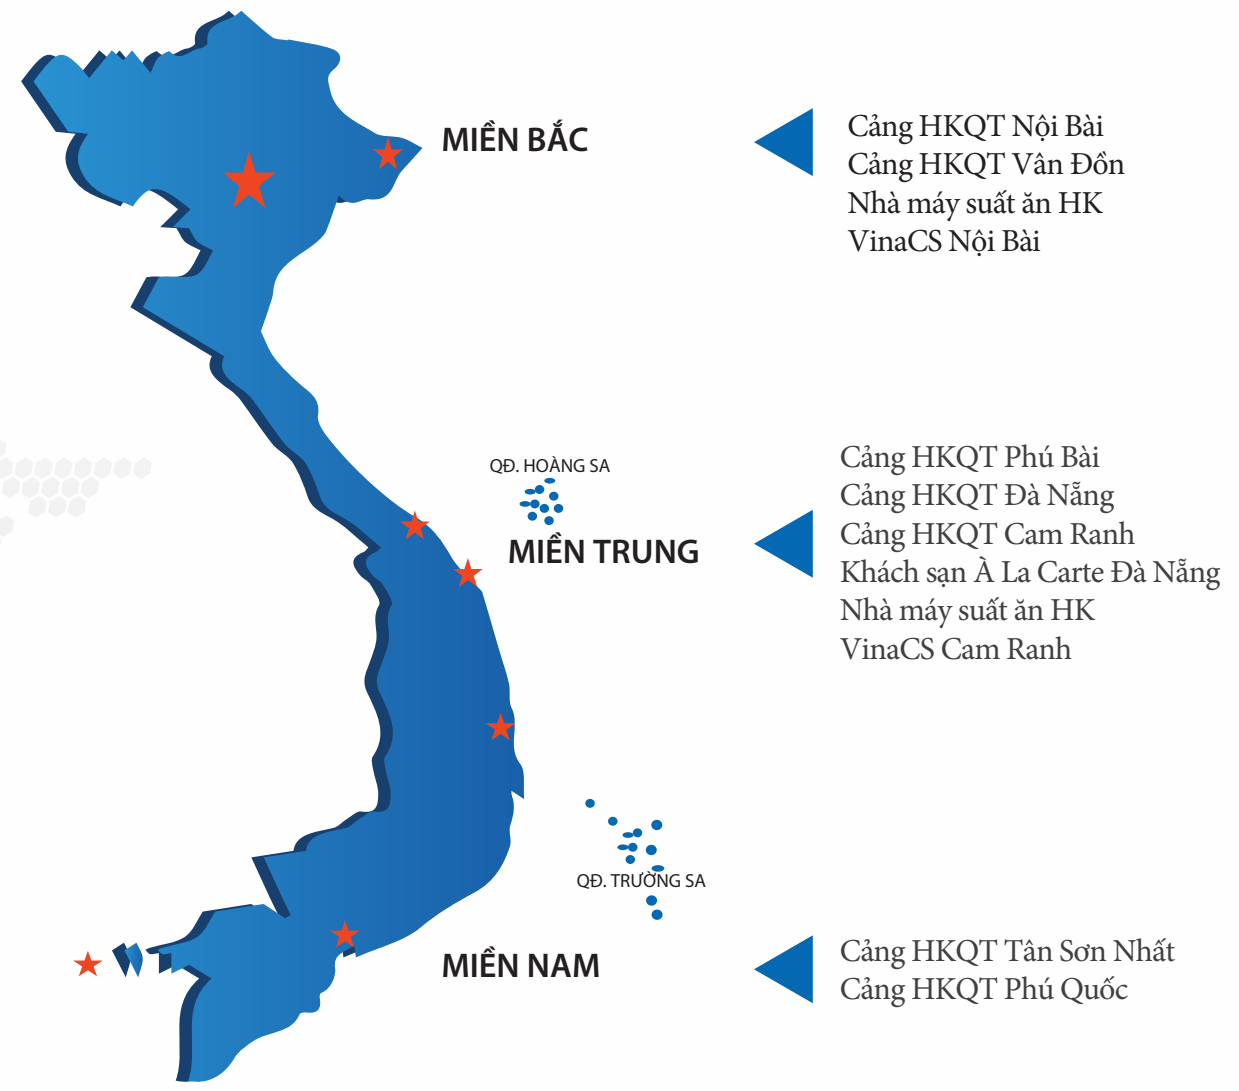 MIỀN BẮC
Cảng HKQT Nội Bài
Cảng HKQT Vân Đồn
Nhà máy suất ăn HK
VinaCS Nội Bài
QĐ. HOÀNG SA
MIỀN TRUNG
Cảng HKQT Phú Bài
Cảng HKQT Đà Nẵng
Cảng HKQT Cam Ranh
Khách sạn À La Carte Đà Nẵng
Nhà máy suất ăn HK
VinaCS Cam Ranh
QĐ. TRƯỜNG SA
MIỀN NAM
Cảng HKQT Tân Sơn Nhất
Cảng HKQT Phú Quốc